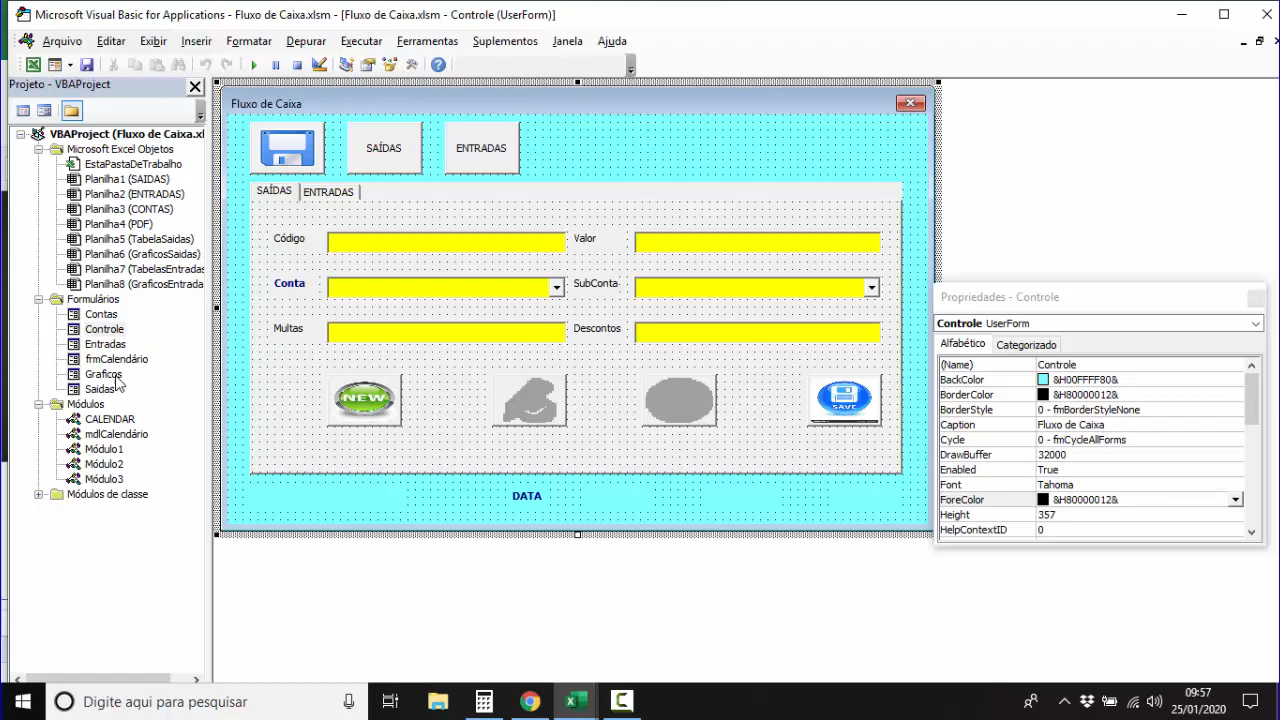 Microsoft Visual Basic for Applications - Fluxo de Caixa.xlsm - [Fluxo de Caixa.xlsm - Controle (UserForm)]
Arquivo Editar Exibir Inserir Formatar Depurar Executar Ferramentas Suplementos Janela Ajuda
Projeto - VBAProject
VBAProject (Fluxo de Caixa.xl
Microsoft Excel Objetos
EstaPastaDeTrabalho
Planilha1 (SAIDAS)
Planilha2 (ENTRADAS)
Planilha3 (CONTAS)
Planilha4 (PDF)
Planilha5 (TabelaSaidas)
Planilha6 (GraficosSaidas)
Planilha7 (TabelasEntradas
Planilha8 (GraficosEntrada
Formulários
Contas
Controle
Entradas
frmCalendário
Graficos
Saidas
Módulos
CALENDAR
mdlCalendário
Módulo1
Módulo2
Módulo3
Módulos de classe
Fluxo de Caixa
SAÍDAS ENTRADAS
SAÍDAS ENTRADAS
Código Valor
Conta SubConta
Multas Descontos
NEW SAVE
DATA
Propriedades - Controle
Controle UserForm
Alfabético Categorizado
(Name) Controle
BackColor &H00FFFF80&
BorderColor &H80000012&
BorderStyle 0 - fmBorderStyleNone
Caption Fluxo de Caixa
Cycle 0 - fmCycleAllForms
DrawBuffer 32000
Enabled True
Font Tahoma
ForeColor &H80000012&
Height 357
HelpContextID 0
Digite aqui para pesquisar
09:57
25/01/2020